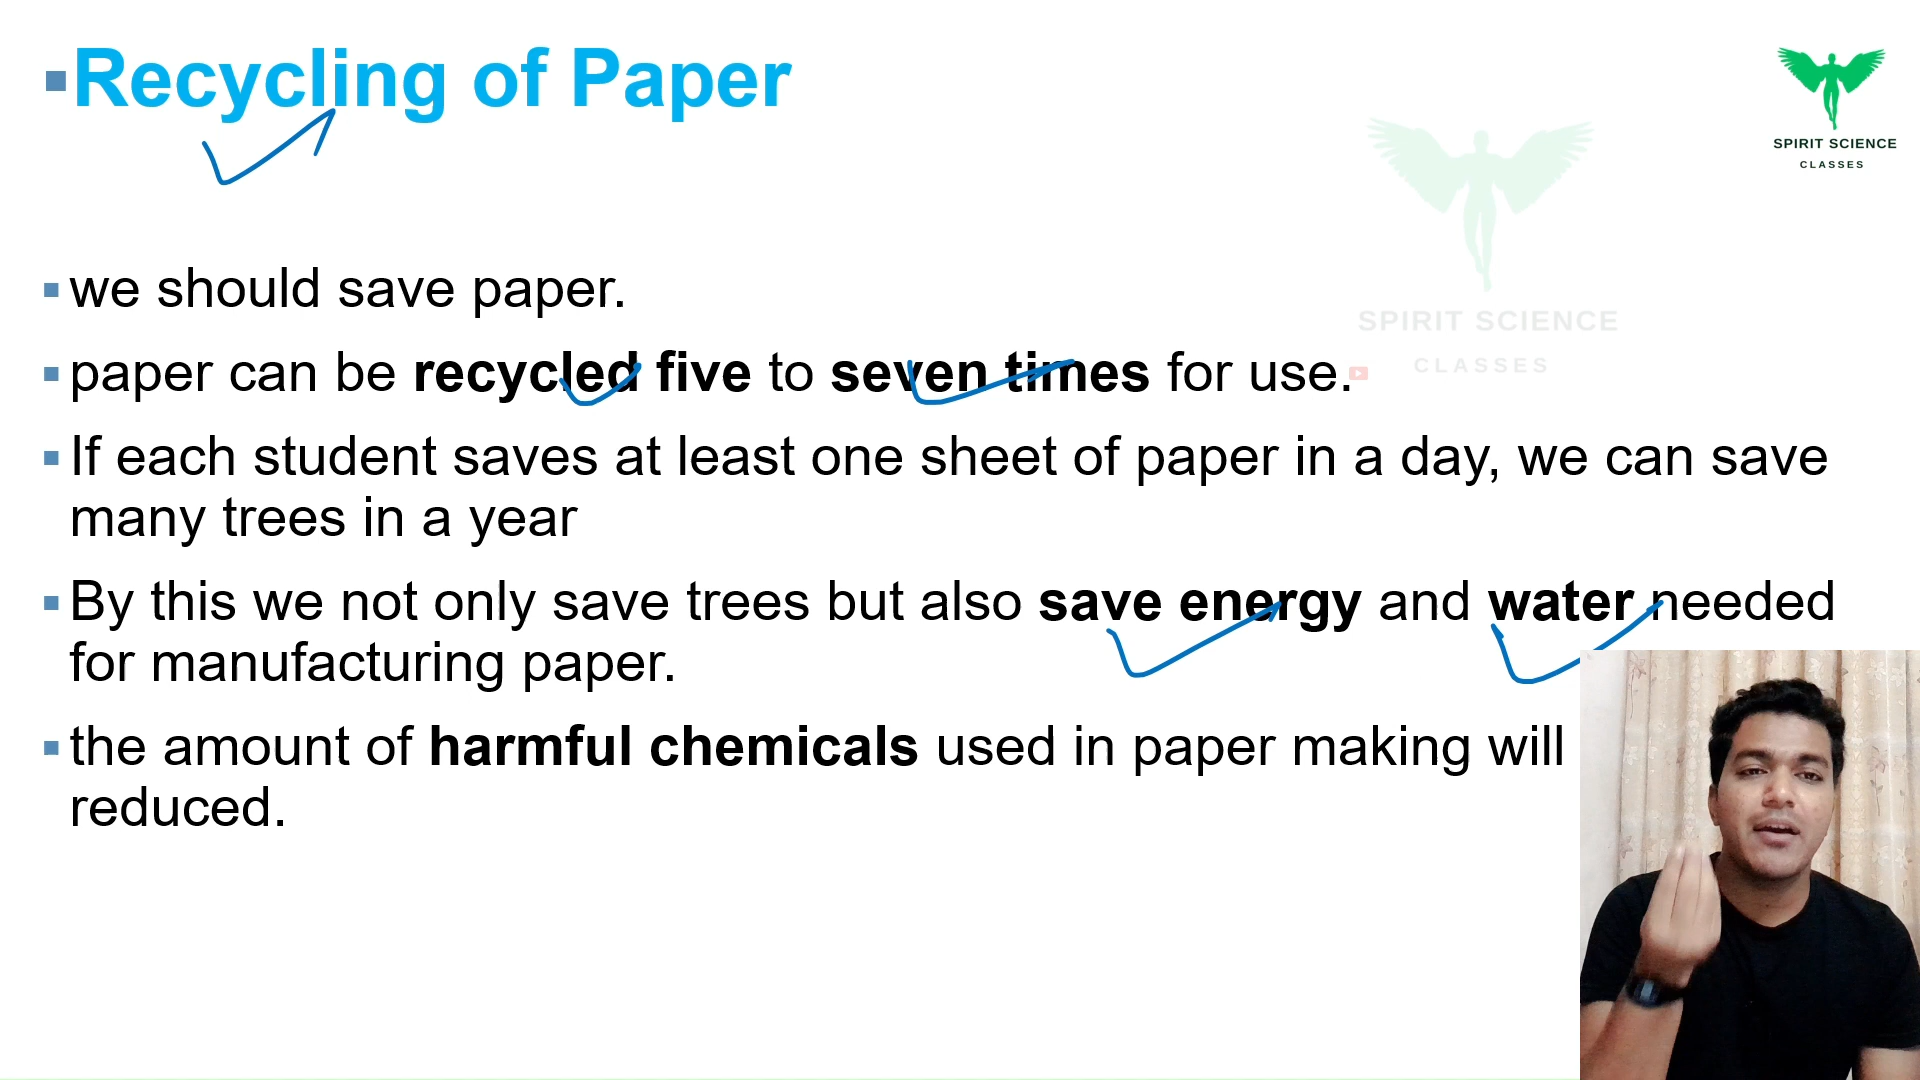 Recycling of Paper
SPIRIT SCIENCE
CLASSES
SPIRIT SCIENCE
CLASSES
we should save paper.
paper can be recycled five to seven times for use.
If each student saves at least one sheet of paper in a day, we can save
many trees in a year
By this we not only save trees but also save energy and water needed
for manufacturing paper.
the amount of harmful chemicals used in paper making will
reduced.